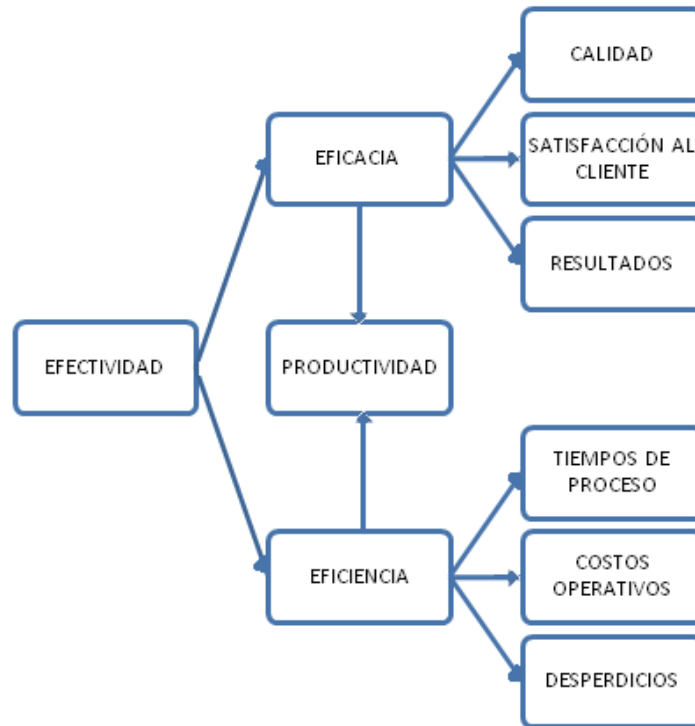 CALIDAD
EFICACIA
SATISFACCIÓN AL
CLIENTE
RESULTADOS
EFECTIVIDAD
PRODUCTIVIDAD
TIEMPOS DE
PROCESO
EFICIENCIA
COSTOS
OPERATIVOS
DESPERDICIOS